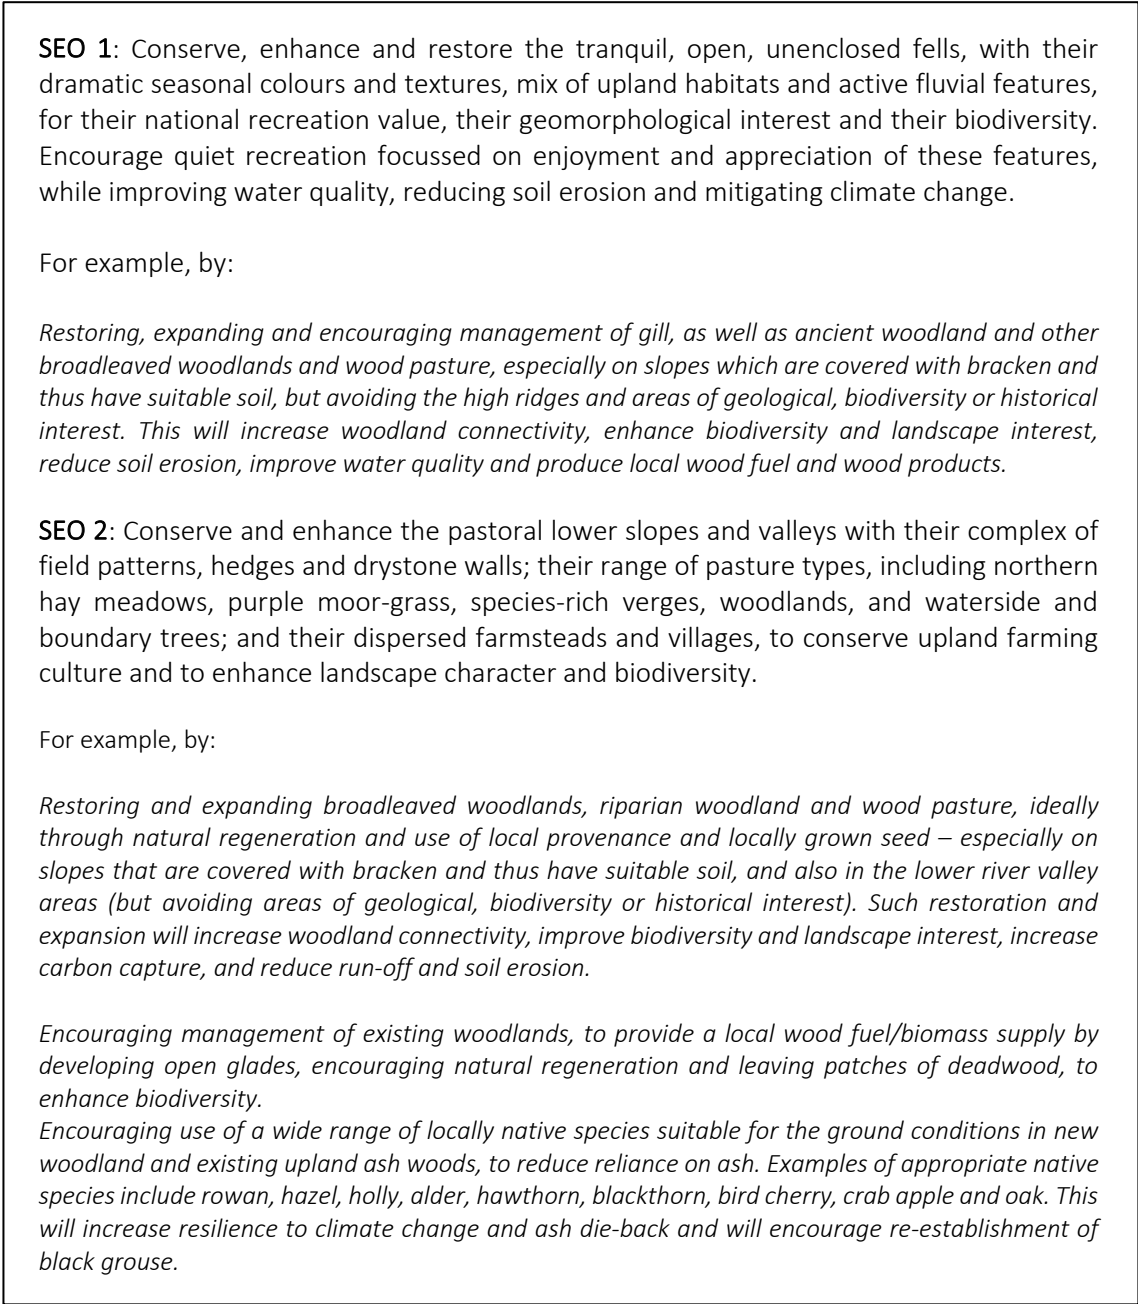 SEO 1: Conserve, enhance and restore the tranquil, open, unenclosed fells, with their
dramatic seasonal colours and textures, mix of upland habitats and active fluvial features,
for their national recreation value, their geomorphological interest and their biodiversity.
Encourage quiet recreation focussed on enjoyment and appreciation of these features,
while improving water quality, reducing soil erosion and mitigating climate change.
For example, by:
Restoring, expanding and encouraging management of gill, as well as ancient woodland and other
broadleaved woodlands and wood pasture, especially on slopes which are covered with bracken and
thus have suitable soil, but avoiding the high ridges and areas of geological, biodiversity or historical
interest. This will increase woodland connectivity, enhance biodiversity and landscape interest,
reduce soil erosion, improve water quality and produce local wood fuel and wood products.
SEO 2: Conserve and enhance the pastoral lower slopes and valleys with their complex of
field patterns, hedges and drystone walls; their range of pasture types, including northern
hay meadows, purple moor-grass, species-rich verges, woodlands, and waterside and
boundary trees; and their dispersed farmsteads and villages, to conserve upland farming
culture and to enhance landscape character and biodiversity.
For example, by:
Restoring and expanding broadleaved woodlands, riparian woodland and wood pasture, ideally
through natural regeneration and use of local provenance and locally grown seed – especially on
slopes that are covered with bracken and thus have suitable soil, and also in the lower river valley
areas (but avoiding areas of geological, biodiversity or historical interest). Such restoration and
expansion will increase woodland connectivity, improve biodiversity and landscape interest, increase
carbon capture, and reduce run-off and soil erosion.
Encouraging management of existing woodlands, to provide a local wood fuel/biomass supply by
developing open glades, encouraging natural regeneration and leaving patches of deadwood, to
enhance biodiversity.
Encouraging use of a wide range of locally native species suitable for the ground conditions in new
woodland and existing upland ash woods, to reduce reliance on ash. Examples of appropriate native
species include rowan, hazel, holly, alder, hawthorn, blackthorn, bird cherry, crab apple and oak. This
will increase resilience to climate change and ash die-back and will encourage re-establishment of
black grouse.